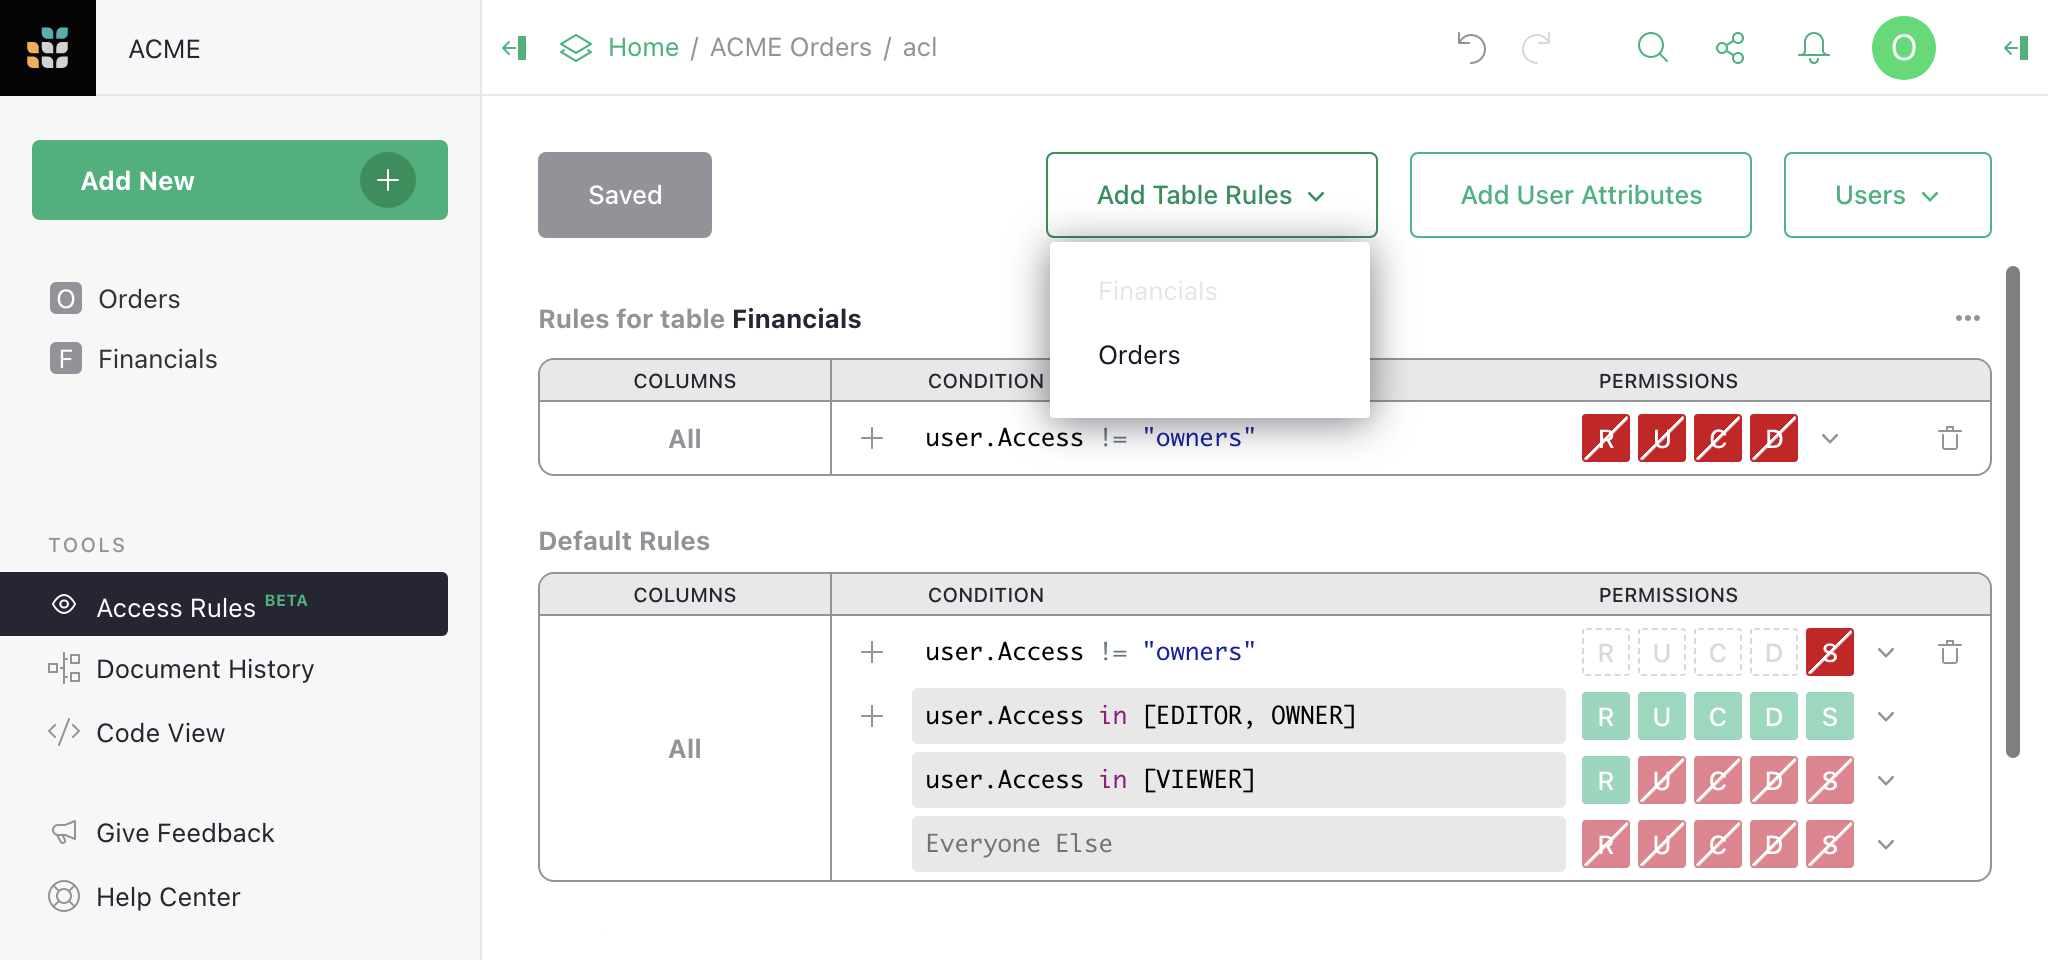 ACME
Home / ACME Orders / acl
O
Add New
Saved
Add Table Rules
Add User Attributes
Users
Financials
Orders
O Orders
F Financials
Rules for table Financials
COLUMNS CONDITION PERMISSIONS
All user.Access != "owners" R U C D
Default Rules
COLUMNS CONDITION PERMISSIONS
All
user.Access != "owners" R U C D S
user.Access in [EDITOR, OWNER] R U C D S
user.Access in [VIEWER] R U C D S
Everyone Else R U C D S
TOOLS
Access Rules BETA
Document History
Code View
Give Feedback
Help Center